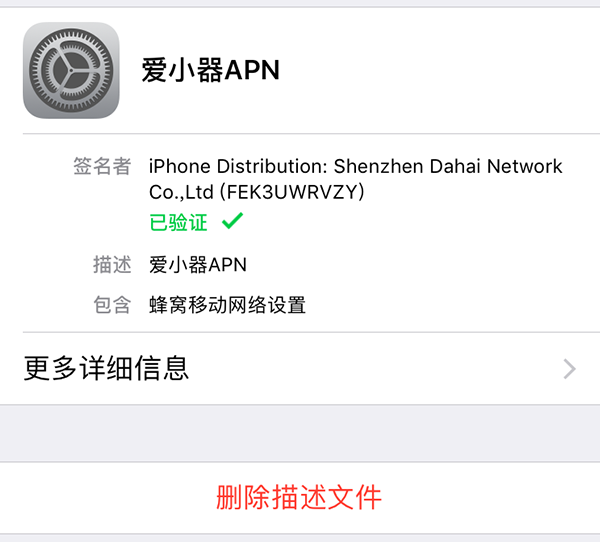 爱小器APN
签名者 iPhone Distribution: Shenzhen Dahai Network
Co.,Ltd (FEK3UWRVZY)
已验证
描述 爱小器APN
包含 蜂窝移动网络设置
更多详细信息
删除描述文件